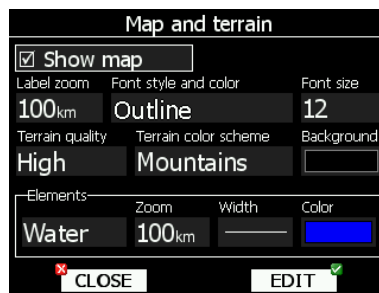 Map and terrain
Show map
Label zoom Font style and color Font size
100km Outline 12
Terrain quality Terrain color scheme Background
High Mountains
Elements
Zoom Width Color
Water 100km
CLOSE EDIT